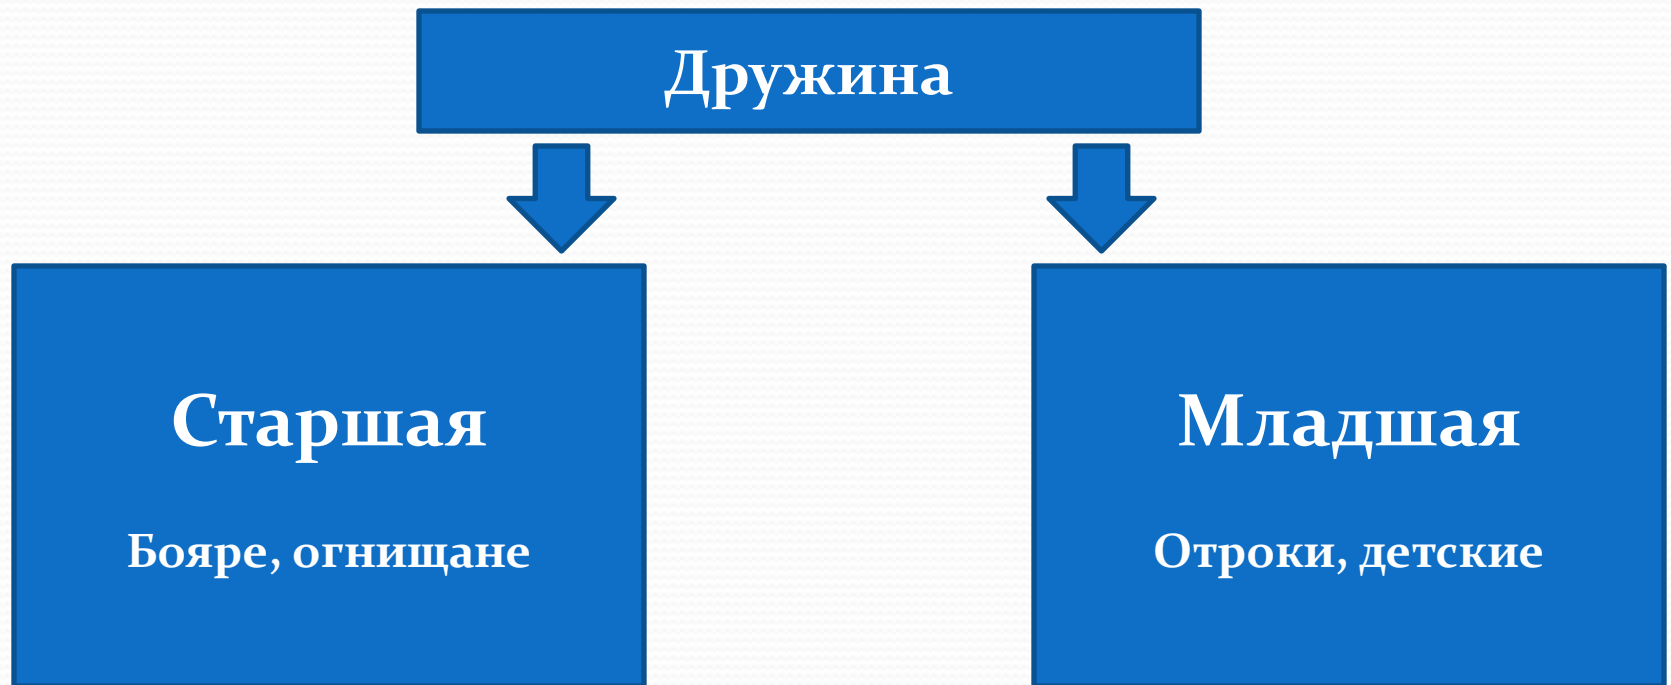 Дружина
Старшая
Бояре, огнищане
Младшая
Отроки, детские